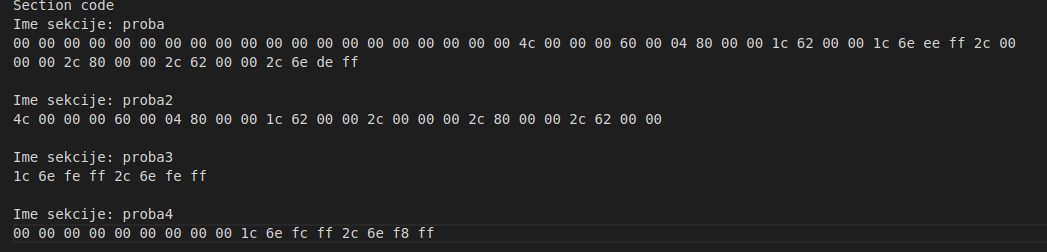 Section code
Ime sekcije: proba
00 00 00 00 00 00 00 00 00 00 00 00 00 00 00 00 00 00 00 00 4c 00 00 00 60 00 04 80 00 00 1c 62 00 00 1c 6e ee ff 2c 00
00 00 2c 80 00 00 2c 62 00 00 2c 6e de ff
Ime sekcije: proba2
4c 00 00 00 60 00 04 80 00 00 1c 62 00 00 2c 00 00 00 2c 80 00 00 2c 62 00 00
Ime sekcije: proba3
1c 6e fe ff 2c 6e fe ff
Ime sekcije: proba4
00 00 00 00 00 00 00 00 00 1c 6e fc ff 2c 6e f8 ff